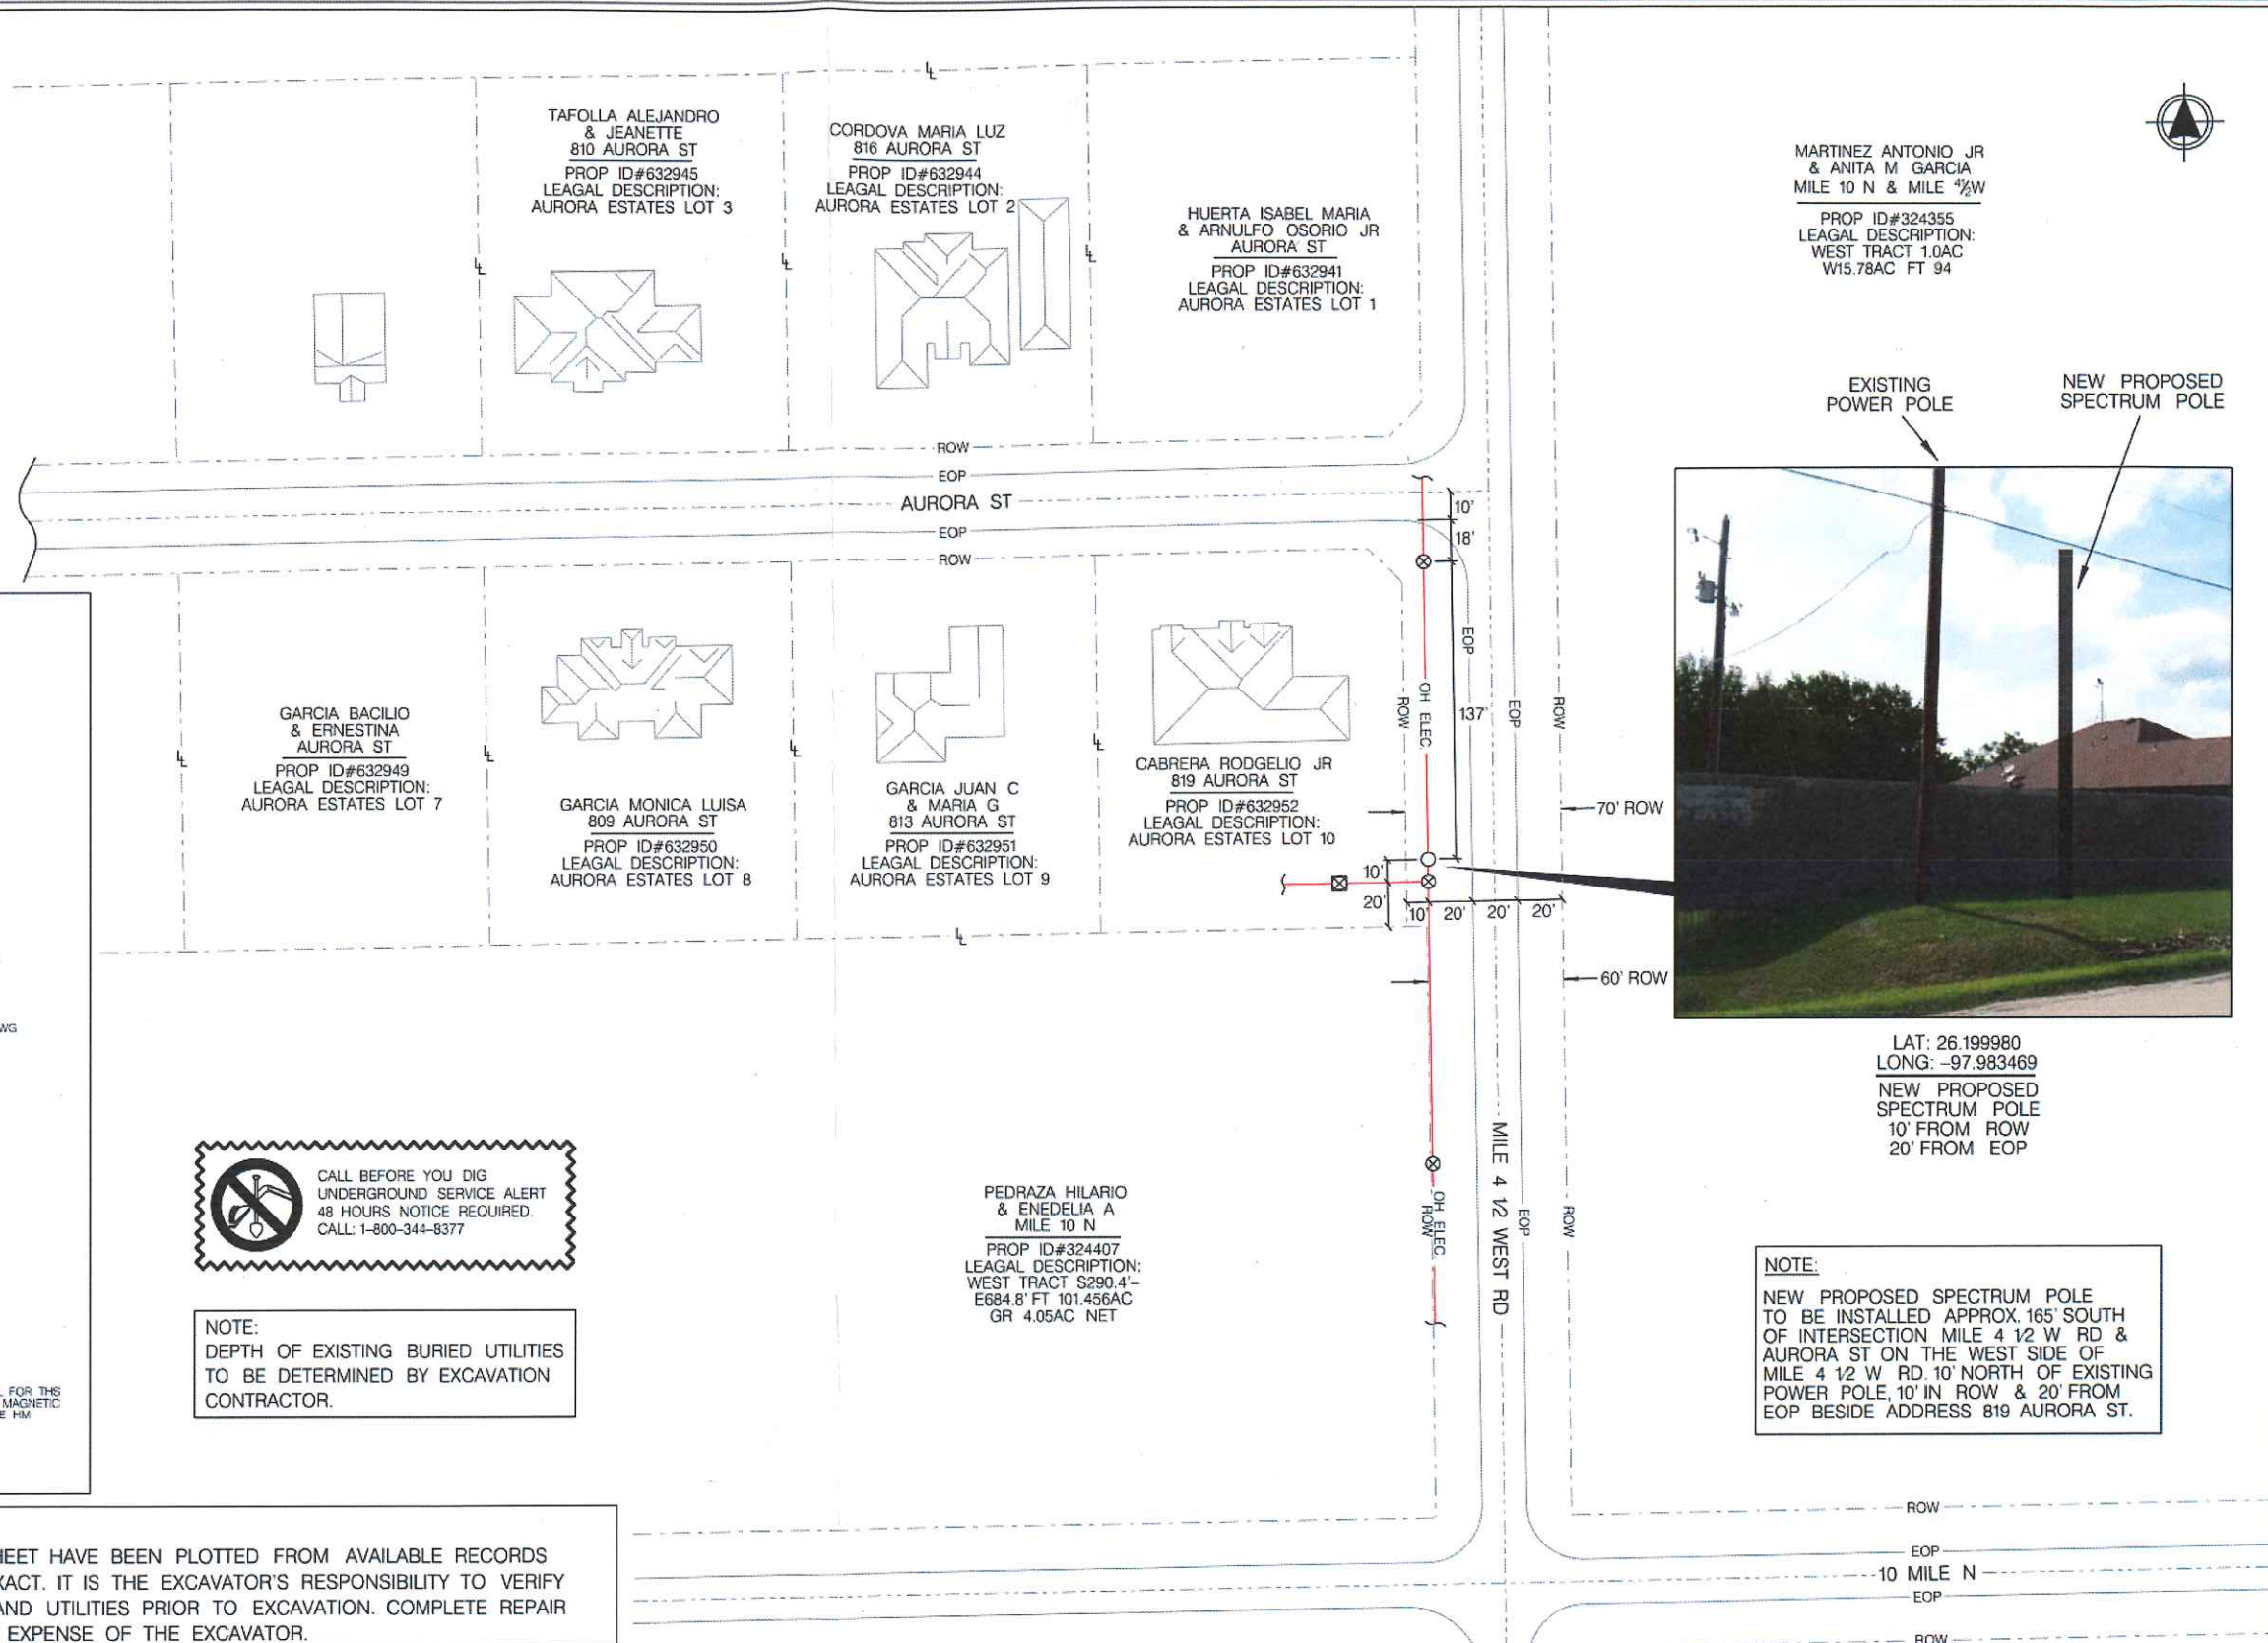 TAFOLLA ALEJANDRO
& JEANETTE
810 AURORA ST
PROP ID#632945
LEAGAL DESCRIPTION:
AURORA ESTATES LOT 3
CORDOVA MARIA LUZ
816 AURORA ST
PROP ID#632944
LEAGAL DESCRIPTION:
AURORA ESTATES LOT 2
HUERTA ISABEL MARIA
& ARNULFO OSORIO JR
AURORA ST
PROP ID#632941
LEAGAL DESCRIPTION:
AURORA ESTATES LOT 1
MARTINEZ ANTONIO JR
& ANITA M GARCIA
MILE 10 N & MILE 4½W
PROP ID#324355
LEAGAL DESCRIPTION:
WEST TRACT 1.0AC
W15.78AC FT 94
EXISTING
POWER POLE
NEW PROPOSED
SPECTRUM POLE
ROW
EOP
AURORA ST
EOP
ROW
10'
18'
EOP
137'
OH ELEC.
ROW
EOP
ROW
GARCIA BACILIO
& ERNESTINA
AURORA ST
PROP ID#632949
LEAGAL DESCRIPTION:
AURORA ESTATES LOT 7
GARCIA MONICA LUISA
809 AURORA ST
PROP ID#632950
LEAGAL DESCRIPTION:
AURORA ESTATES LOT 8
GARCIA JUAN C
& MARIA G
813 AURORA ST
PROP ID#632951
LEAGAL DESCRIPTION:
AURORA ESTATES LOT 9
CABRERA RODGELIO JR
819 AURORA ST
PROP ID#632952
LEAGAL DESCRIPTION:
AURORA ESTATES LOT 10
70' ROW
10'
20'
10' 20' 20' 20'
60' ROW
LAT: 26.199980
LONG: -97.983469
NEW PROPOSED
SPECTRUM POLE
10' FROM ROW
20' FROM EOP
WG
CALL BEFORE YOU DIG
UNDERGROUND SERVICE ALERT
48 HOURS NOTICE REQUIRED.
CALL: 1-800-344-8377
NOTE:
DEPTH OF EXISTING BURIED UTILITIES
TO BE DETERMINED BY EXCAVATION
CONTRACTOR.
PEDRAZA HILARIO
& ENEDELIA A
MILE 10 N
PROP ID#324407
LEAGAL DESCRIPTION:
WEST TRACT S290.4'-
E684.8' FT 101.456AC
GR 4.05AC NET
OH ELEC.
ROW
MILE 4 1/2 WEST RD
EOP
ROW
NOTE:
NEW PROPOSED SPECTRUM POLE
TO BE INSTALLED APPROX. 165' SOUTH
OF INTERSECTION MILE 4 1/2 W RD &
AURORA ST ON THE WEST SIDE OF
MILE 4 1/2 W RD. 10' NORTH OF EXISTING
POWER POLE, 10' IN ROW & 20' FROM
EOP BESIDE ADDRESS 819 AURORA ST.
FOR THS
MAGNETIC
E HM
HEET HAVE BEEN PLOTTED FROM AVAILABLE RECORDS
XACT. IT IS THE EXCAVATOR'S RESPONSIBILITY TO VERIFY
AND UTILITIES PRIOR TO EXCAVATION. COMPLETE REPAIR
EXPENSE OF THE EXCAVATOR.
ROW
EOP
10 MILE N
EOP
ROW